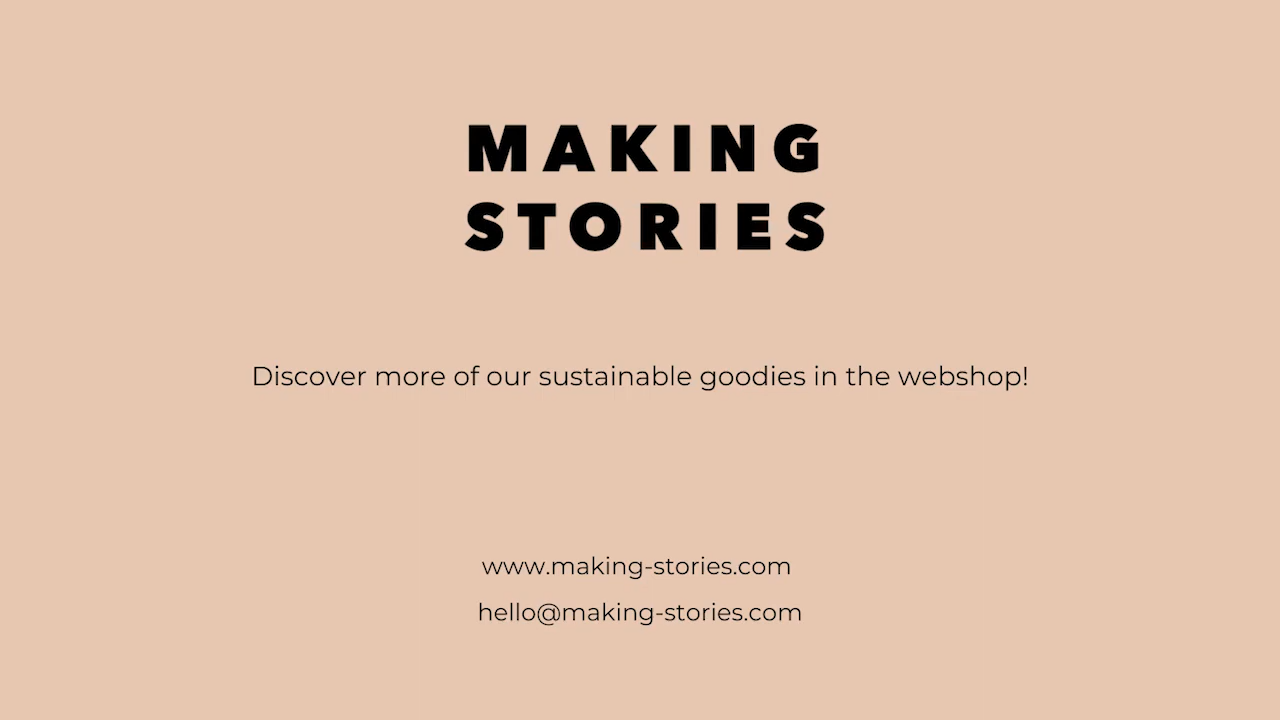 MAKING
STORIES
Discover more of our sustainable goodies in the webshop!
www.making-stories.com
hello@making-stories.com